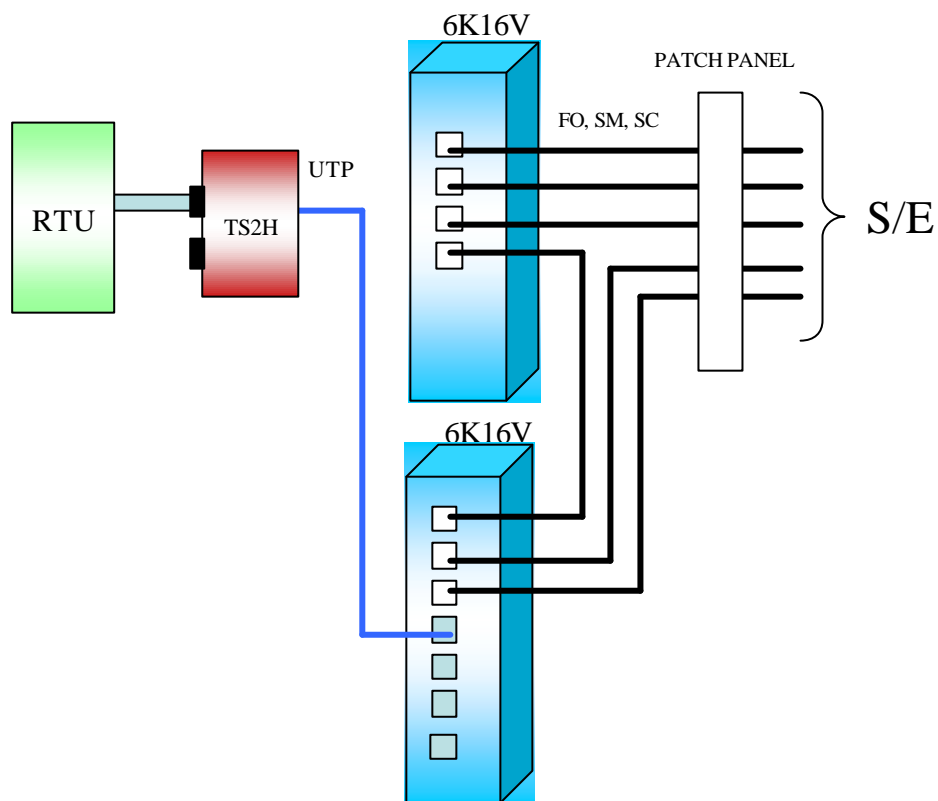 6K16V
PATCH PANEL
FO, SM, SC
UTP
RTU
TS2H
S/E
6K16V